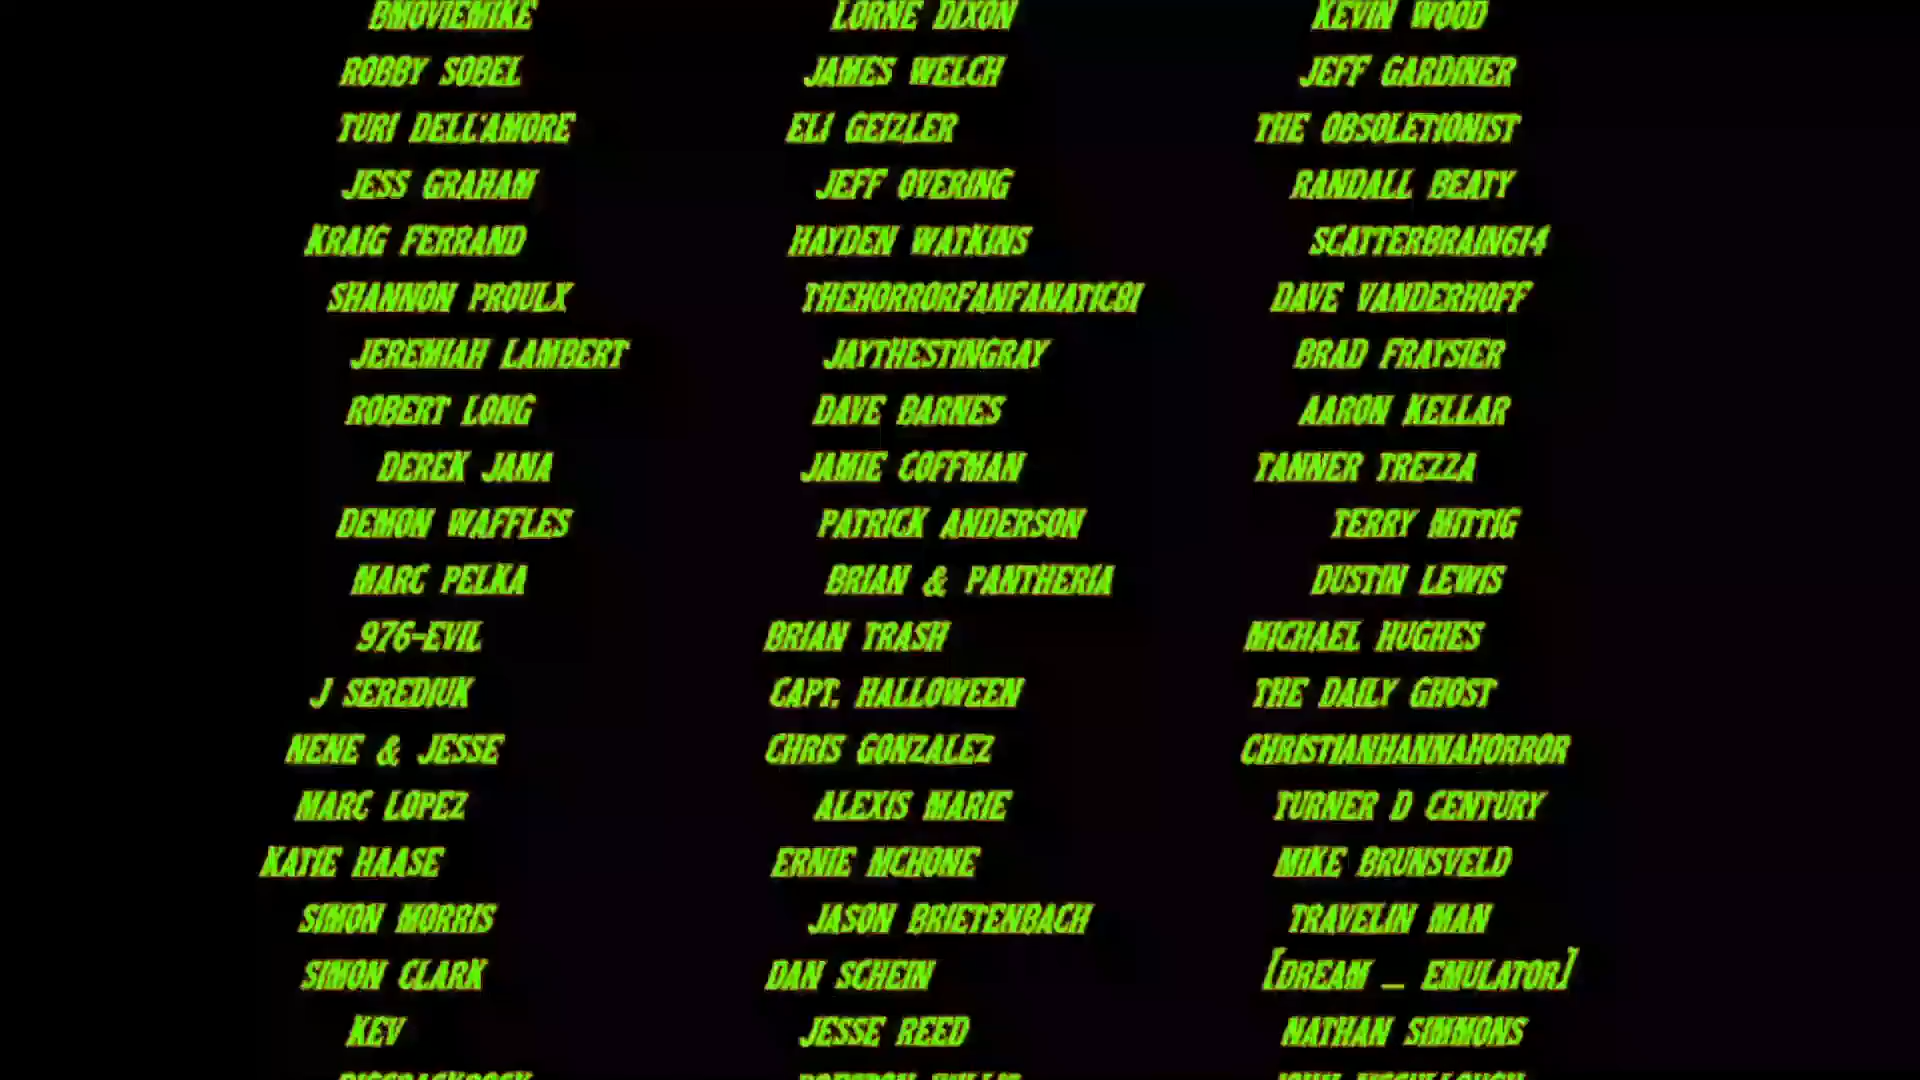 BMOVIEMIKE LORNE DIXON KEVIN WOOD
ROBBY SOBEL JAMES WELCH JEFF GARDINER
TURI DELL'AMORE ELI GEIZLER THE OBSOLETIONIST
JESS GRAHAM JEFF OVERING RANDALL BEATY
KRAIG FERRAND HAYDEN WATKINS SCATTERBRAIN614
SHANNON PROULX THEHORRORFANFANATIC81 DAVE VANDERHOFF
JEREMIAH LAMBERT JAYTHESTINGRAY BRAD FRAYSIER
ROBERT LONG DAVE BARNES AARON KELLAR
DEREK JANA JAMIE COFFMAN TANNER TREZZA
DEMON WAFFLES PATRICK ANDERSON TERRY MITTIG
MARC PELKA BRIAN & PANTHERIA DUSTIN LEWIS
976-EVIL BRIAN TRASH MICHAEL HUGHES
J SEREDIUK CAPT. HALLOWEEN THE DAILY GHOST
NENE & JESSE CHRIS GONZALEZ CHRISTIANHANNAHORROR
MARC LOPEZ ALEXIS MARIE TURNER D CENTURY
KATIE HAASE ERNIE MCHONE MIKE BRUNSVELD
SIMON MORRIS JASON BRIETENBACH TRAVELIN MAN
SIMON CLARK DAN SCHEIN [DREAM _ EMULATOR]
KEV JESSE REED NATHAN SIMMONS